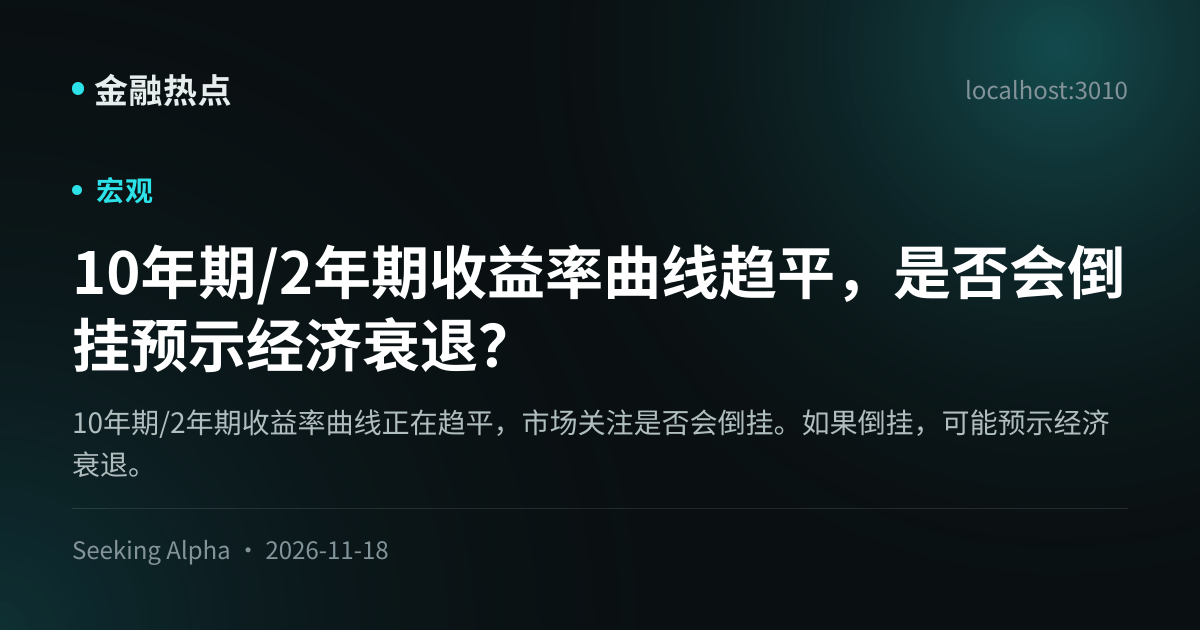 金融热点
localhost:3010
宏观
10年期/2年期收益率曲线趋平，是否会倒
挂预示经济衰退？
10年期/2年期收益率曲线正在趋平，市场关注是否会倒挂。如果倒挂，可能预示经济
衰退。
Seeking Alpha · 2026-11-18